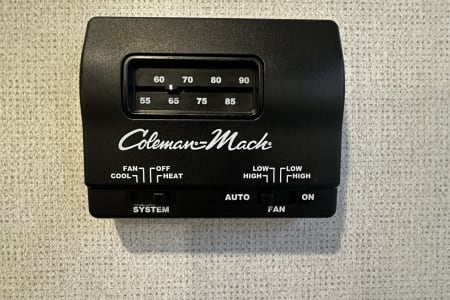 60 70 80 90
55 65 75 85
Coleman-Mach
FAN OFF LOW LOW
COOL HEAT HIGH HIGH
AUTO ON
SYSTEM FAN